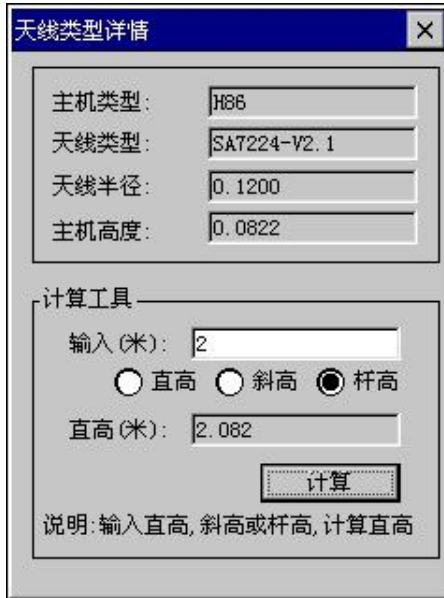 天线类型详情
主机类型: H86
天线类型: SA7224-V2.1
天线半径: 0.1200
主机高度: 0.0822
计算工具
输入(米): 2
直高 斜高 杆高
直高(米): 2.082
计算
说明:输入直高,斜高或杆高,计算直高